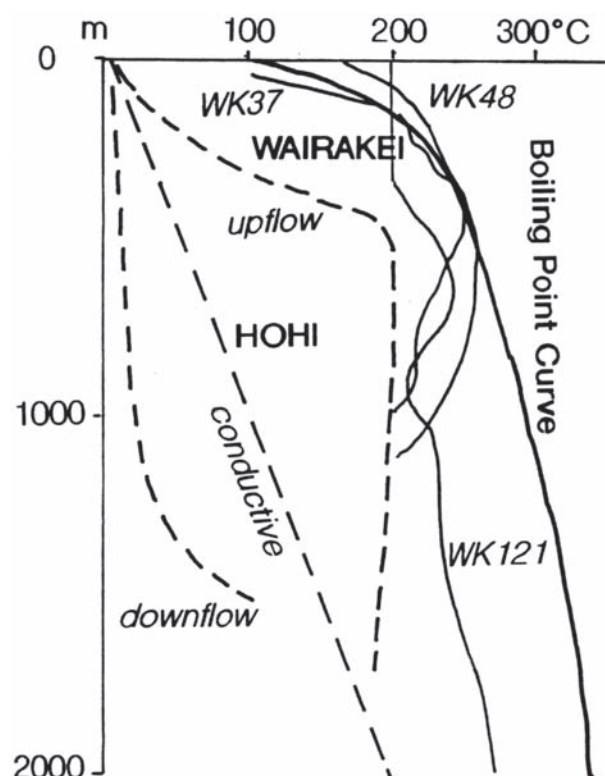 m 100 200 300°C
0
WK37 WK48
WAIRAKEI
upflow
Boiling Point Curve
HOHI
1000
conductive
WK121
downflow
2000